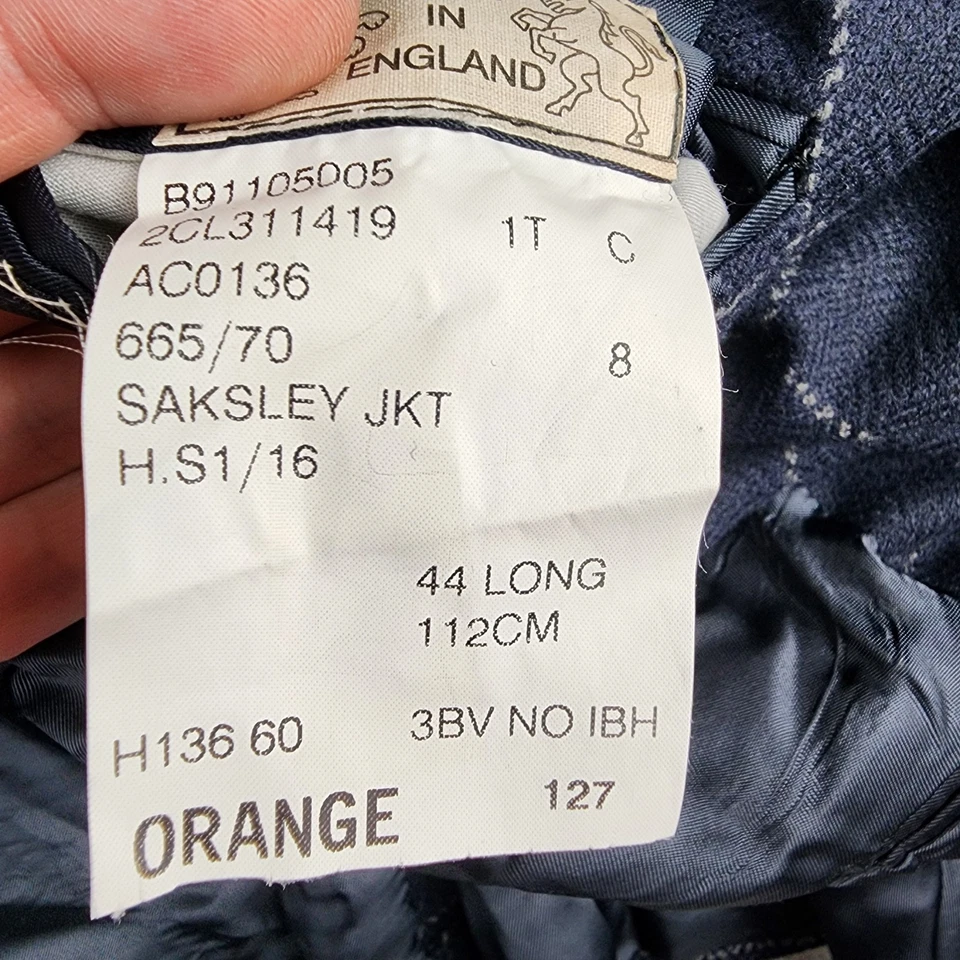 IN
ENGLAND
B91105005
2CL311419 1T C
AC0136
665/70 8
SAKSLEY JKT
H.S1/16
44 LONG
112CM
H136 60 3BV NO IBH
ORANGE 127